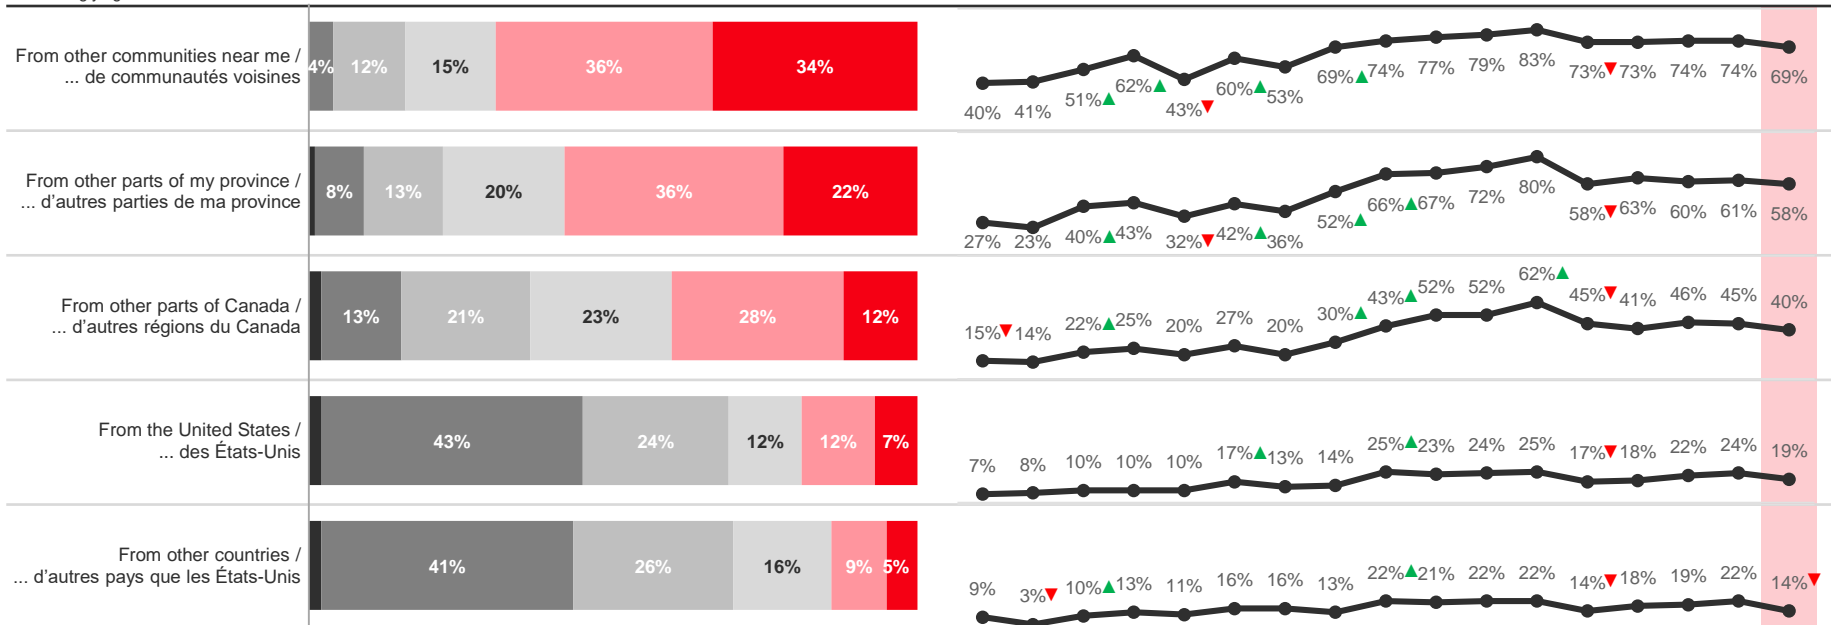 From other communities near me /
... de communautés voisines
4% 12% 15% 36% 34%
40% 41% 51%▲ 62%▲ 43%▼ 60%▲ 53% 69%▲ 74% 77% 79% 83% 73%▼ 73% 74% 74% 69%
From other parts of my province /
... d'autres parties de ma province
8% 13% 20% 36% 22%
27% 23% 40%▲ 43% 32%▼ 42%▲ 36% 52%▲ 66%▲ 67% 72% 80% 58%▼ 63% 60% 61% 58%
From other parts of Canada /
... d'autres régions du Canada
13% 21% 23% 28% 12%
15%▼ 14% 22%▲ 25% 20% 27% 20% 30%▲ 43%▲ 52% 52% 62%▲ 45%▼ 41% 46% 45% 40%
From the United States /
... des États-Unis
43% 24% 12% 12% 7%
7% 8% 10% 10% 10% 17%▲ 13% 14% 25%▲ 23% 24% 25% 17%▼ 18% 22% 24% 19%
From other countries /
... d'autres pays que les États-Unis
41% 26% 16% 9% 5%
9% 3%▼ 10%▲ 13% 11% 16% 16% 13% 22%▲ 21% 22% 22% 14%▼ 18% 19% 22% 14%▼